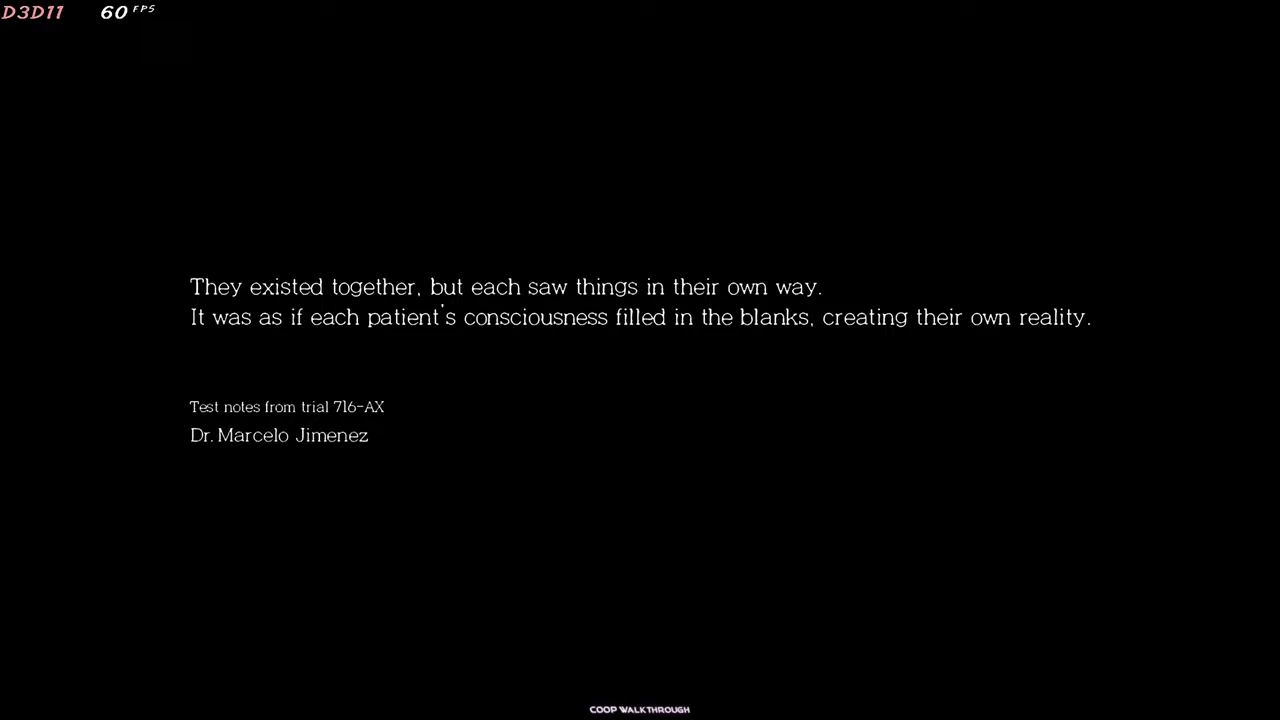 D3D11 60 FPS
They existed together, but each saw things in their own way.
It was as if each patient's consciousness filled in the blanks, creating their own reality.
Test notes from trial 716-AX
Dr. Marcelo Jimenez
COOP WALKTHROUGH